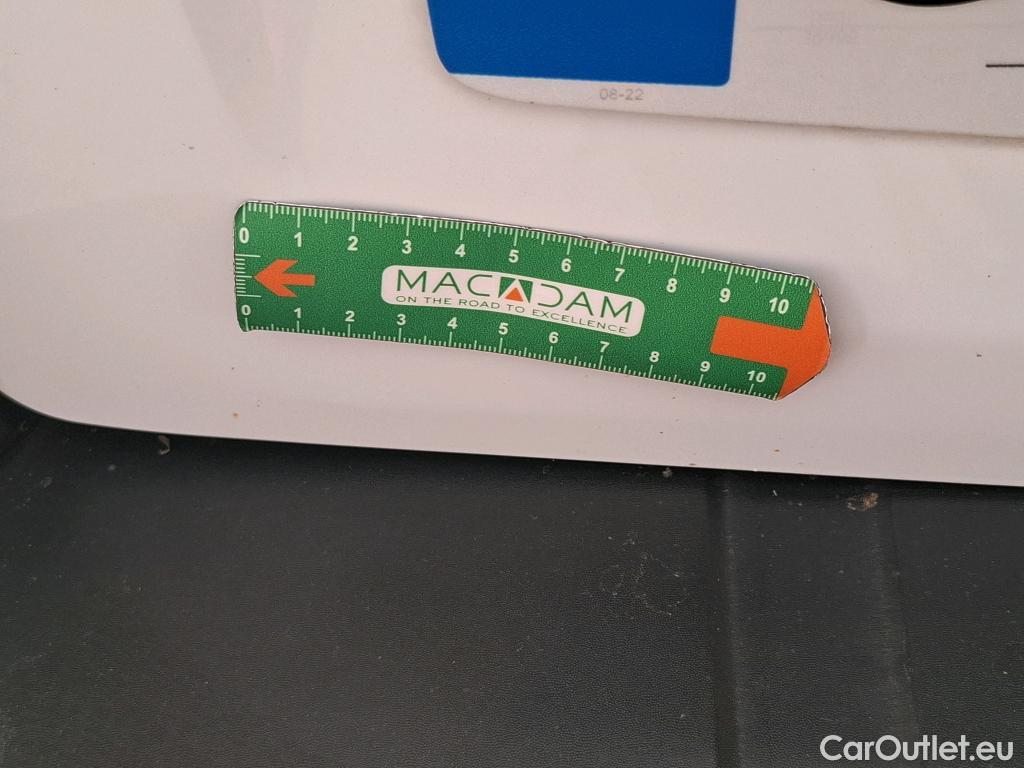 08-22
0 1 2 3 4 5 6 7 8 9 10
MACADAM
ON THE ROAD TO EXCELLENCE
0 1 2 3 4 5 6 7 8 9 10
CarOutlet.eu